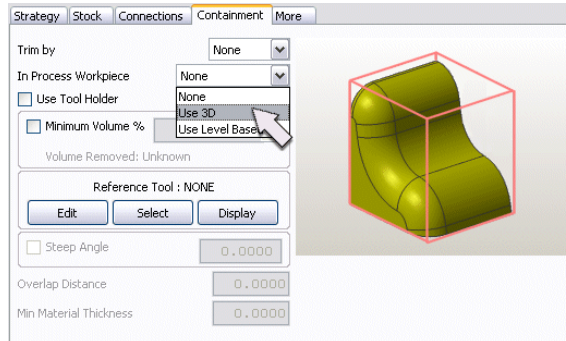 Strategy Stock Connections Containment More
Trim by None
In Process Workpiece None
Use Tool Holder None
Use 3D
Minimum Volume % Use Level Base
Volume Removed: Unknown
Reference Tool : NONE
Edit Select Display
Steep Angle 0.0000
Overlap Distance 0.0000
Min Material Thickness 0.0000